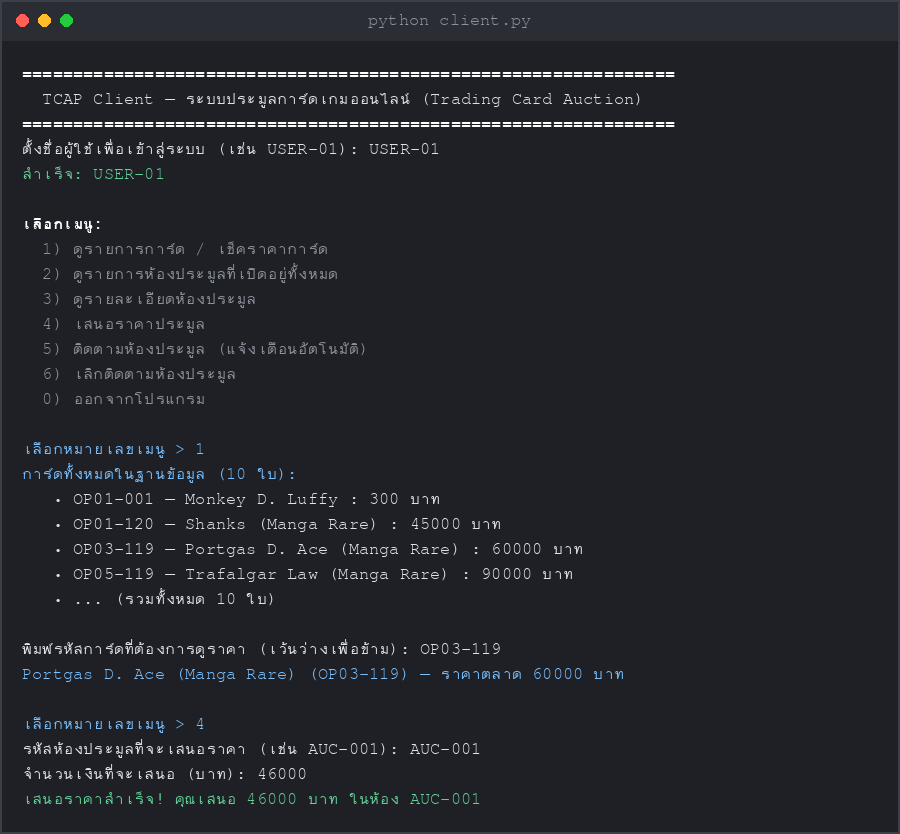 python client.py
================================================================
TCAP Client — ระบบประมูลการ์ดเกมออนไลน์ (Trading Card Auction)
================================================================
ตั้งชื่อผู้ใช้เพื่อเข้าสู่ระบบ (เช่น USER-01): USER-01
สำเร็จ: USER-01
เลือกเมนู:
1) ดูรายการการ์ด / เช็คราคาการ์ด
2) ดูรายการห้องประมูลที่เปิดอยู่ทั้งหมด
3) ดูรายละเอียดห้องประมูล
4) เสนอราคาประมูล
5) ติดตามห้องประมูล (แจ้งเตือนอัตโนมัติ)
6) เลิกติดตามห้องประมูล
0) ออกจากโปรแกรม
เลือกหมายเลขเมนู > 1
การ์ดทั้งหมดในฐานข้อมูล (10 ใบ):
• OP01-001 — Monkey D. Luffy : 300 บาท
• OP01-120 — Shanks (Manga Rare) : 45000 บาท
• OP03-119 — Portgas D. Ace (Manga Rare) : 60000 บาท
• OP05-119 — Trafalgar Law (Manga Rare) : 90000 บาท
• ... (รวมทั้งหมด 10 ใบ)
พิมพ์รหัสการ์ดที่ต้องการดูราคา (เว้นว่างเพื่อข้าม): OP03-119
Portgas D. Ace (Manga Rare) (OP03-119) — ราคาตลาด 60000 บาท
เลือกหมายเลขเมนู > 4
รหัสห้องประมูลที่จะเสนอราคา (เช่น AUC-001): AUC-001
จำนวนเงินที่จะเสนอ (บาท): 46000
เสนอราคาสำเร็จ! คุณเสนอ 46000 บาท ในห้อง AUC-001